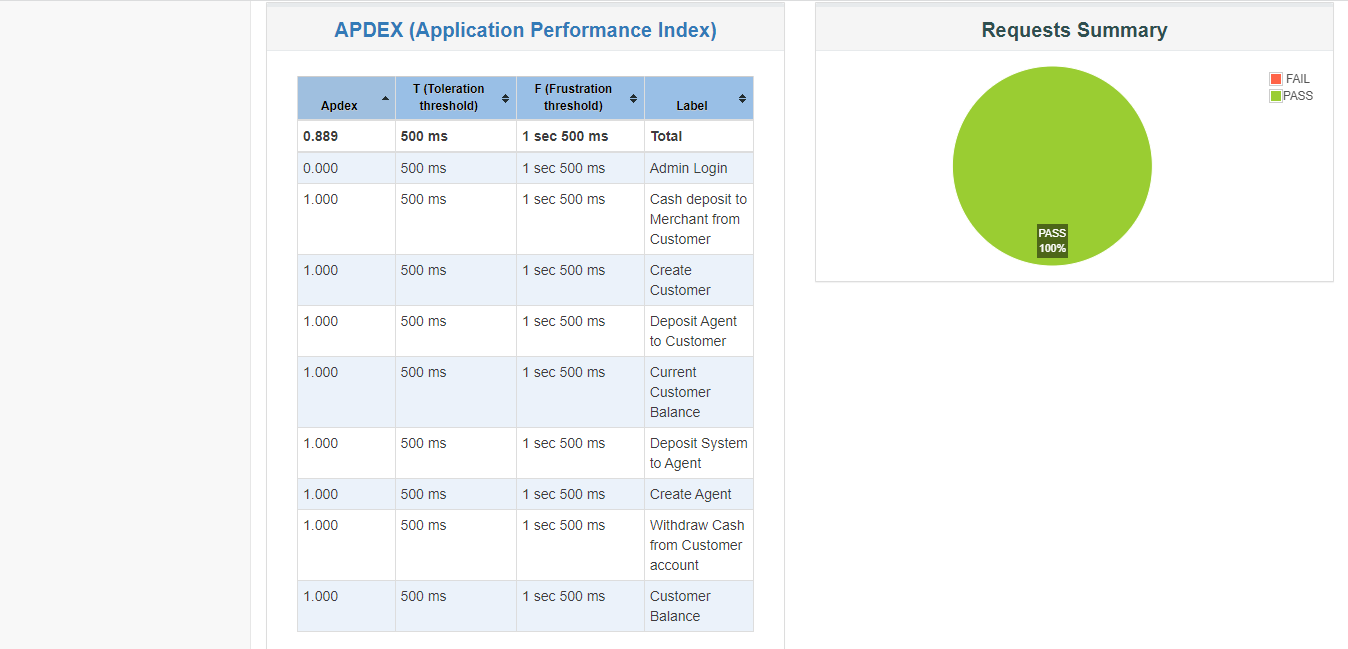 APDEX (Application Performance Index)
Apdex
T (Toleration
threshold)
F (Frustration
threshold)
Label
0.889 500 ms 1 sec 500 ms Total
0.000 500 ms 1 sec 500 ms Admin Login
1.000 500 ms 1 sec 500 ms Cash deposit to
Merchant from
Customer
1.000 500 ms 1 sec 500 ms Create
Customer
1.000 500 ms 1 sec 500 ms Deposit Agent
to Customer
1.000 500 ms 1 sec 500 ms Current
Customer
Balance
1.000 500 ms 1 sec 500 ms Deposit System
to Agent
1.000 500 ms 1 sec 500 ms Create Agent
1.000 500 ms 1 sec 500 ms Withdraw Cash
from Customer
account
1.000 500 ms 1 sec 500 ms Customer
Balance
Requests Summary
FAIL
PASS
PASS
100%